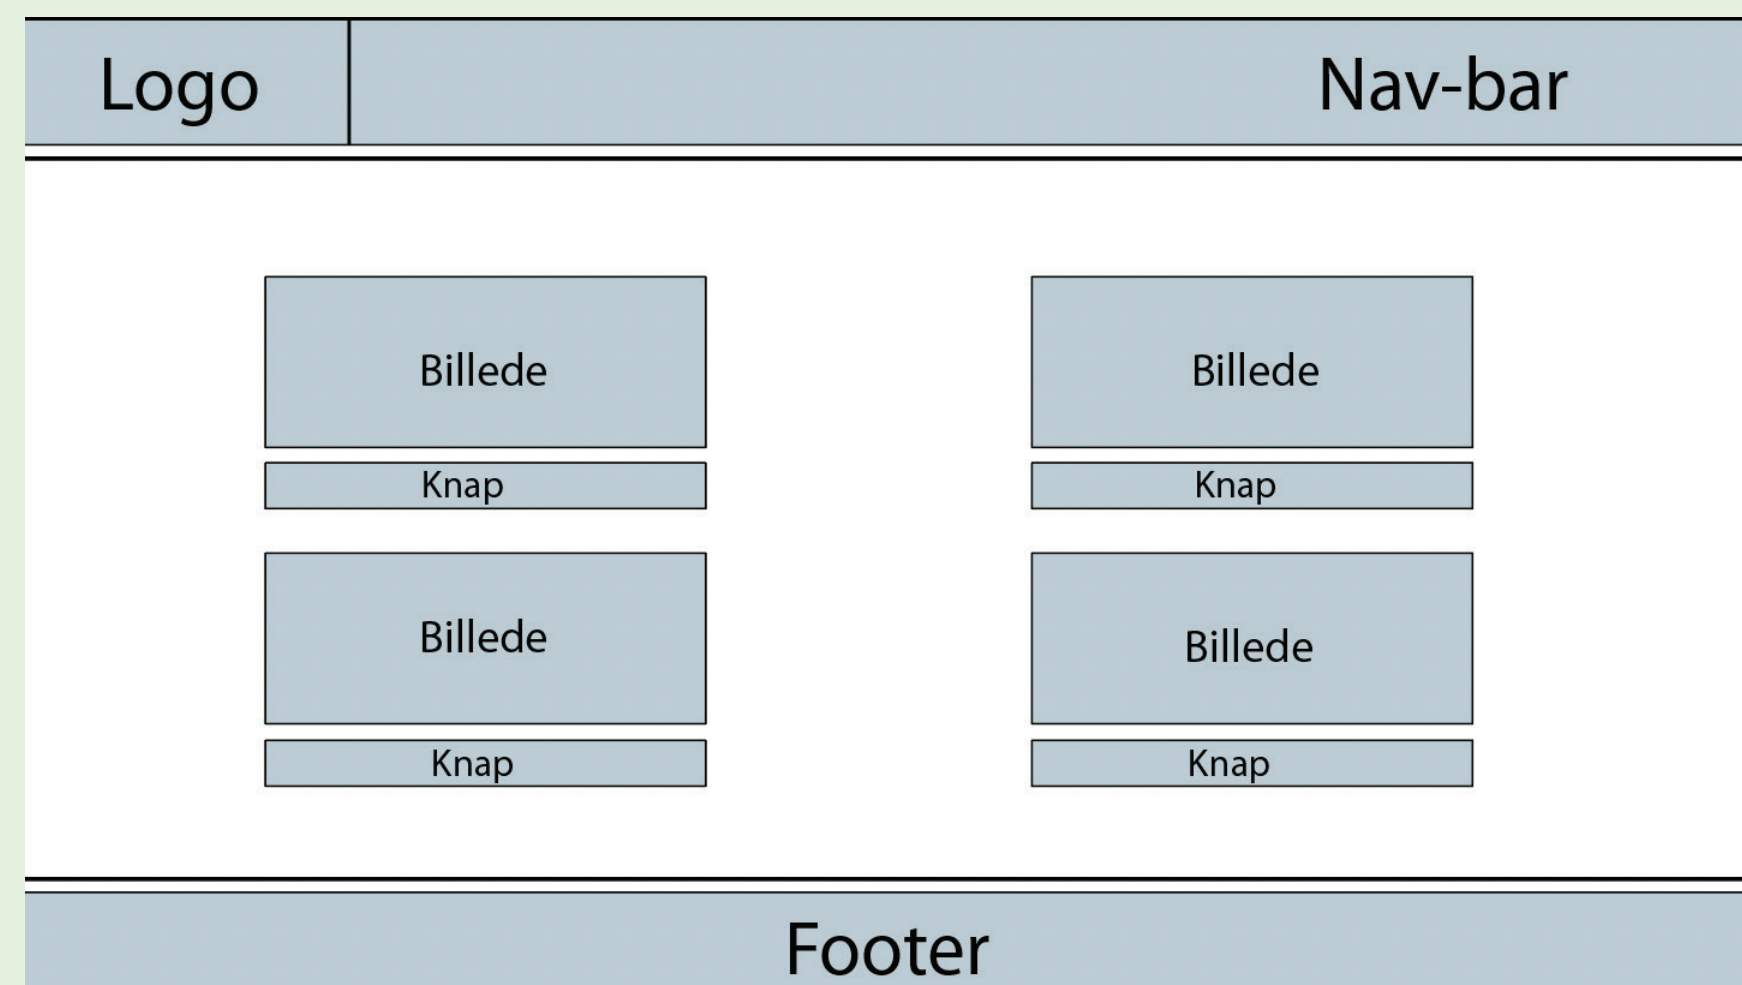 Logo
Nav-bar
Billede
Billede
Knap
Knap
Billede
Billede
Knap
Knap
Footer